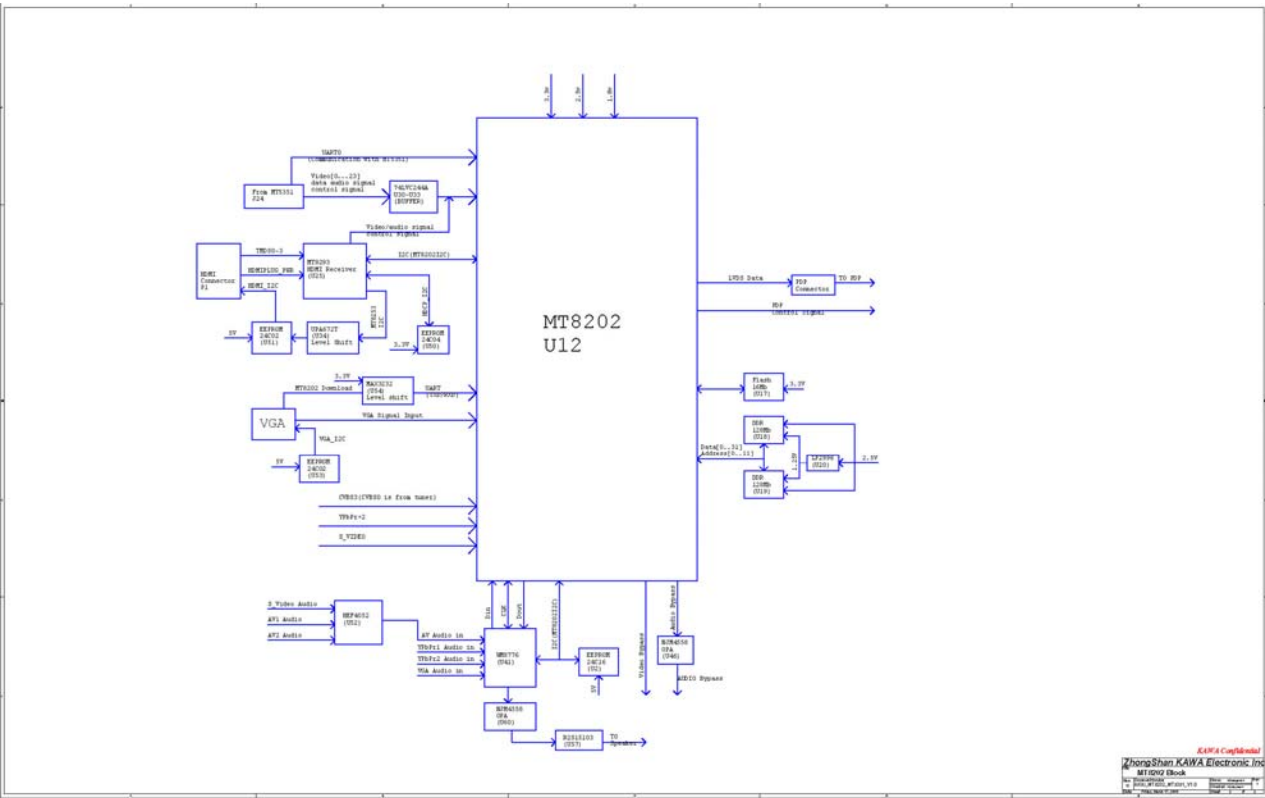 3.3V
2.5V
1.8V
UART0
(Communication with Mt5351)
From MT5351
J24
Video[0...23]
data audio signal
control signal
74LVC244A
U30-U33
(BUFFER)
Video/audio signal
control signal
HDMI
Connector
P1
TMDS0-3
HDMIPLUG_PWR
HDMI_I2C
MT8293
HDMI Receiver
(U25)
I2C(MT8202I2C)
MT8293
I2C
HDCP_I2C
5V
EEPROM
24C02
(U51)
UPA672T
(U34)
Level Shift
3.3V
EEPROM
24C04
(U50)
MT8202
U12
LVDS Data
PDP
Connector
TO PDP
PDP
Control Signal
3.3V
MT8202 Download
MAX3232
(U54)
Level shift
UART
VGA
VGA Signal Input
VGA_I2C
5V
EEPROM
24C02
(U53)
Flash
16Mb
(U17)
3.3V
DDR
128Mb
(U18)
Data[0..31]
Address[0..11]
1.25V
(U20)
2.5V
DDR
128Mb
(U19)
CVBS3(CVBS0 is from tuner)
YPbPr*2
S_VIDEO
S_Video Audio
AV1 Audio
AV2 Audio
HEF4052
(U52)
AV Audio in
YPbPr1 Audio in
YPbPr2 Audio in
VGA Audio in
Din
CLK
Dout
I2C(MT8202I2C)
WM8776
(U41)
EEPROM
24C16
(U2)
5V
Video Bypass
Audio Bypass
NJM4558
OPA
(U46)
AUDIO Bypass
NJM4558
OPA
(U60)
R2S15103
(U57)
TO
Speaker
KAWA Confidential
ZhongShan KAWA Electronic Inc
MT8202 Block